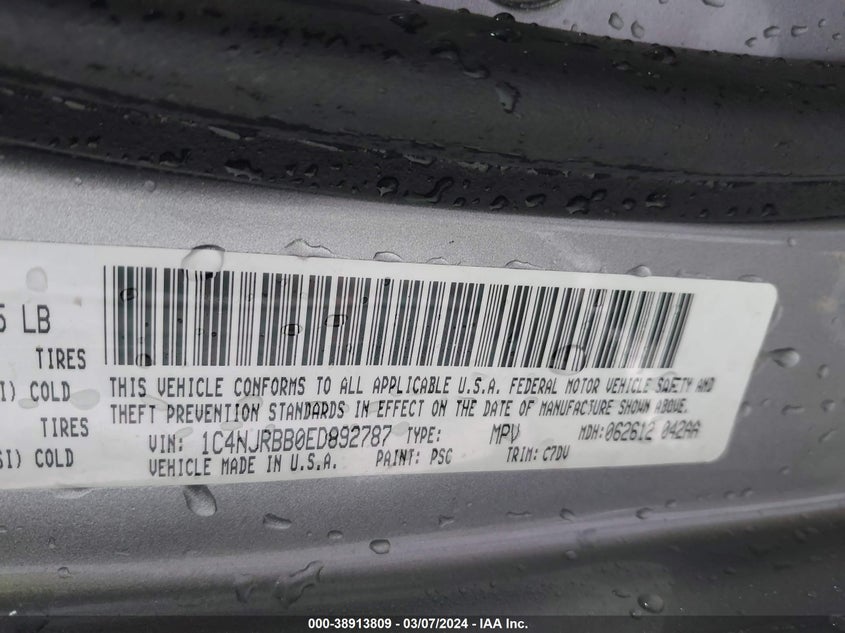 5 LB
TIRES
I) COLD
TIRES
SI) COLD
THIS VEHICLE CONFORMS TO ALL APPLICABLE U.S.A. FEDERAL MOTOR VEHICLE SAFETY AND
THEFT PREVENTION STANDARDS IN EFFECT ON THE DATE OF MANUFACTURE SHOWN ABOVE.
VIN: 1C4NJRBB0ED892787 TYPE: MPV MDH:062612 042AA
VEHICLE MADE IN U.S.A. PAINT: PSC TRIM: C7DV
000-38913809 - 03/07/2024 - IAA Inc.